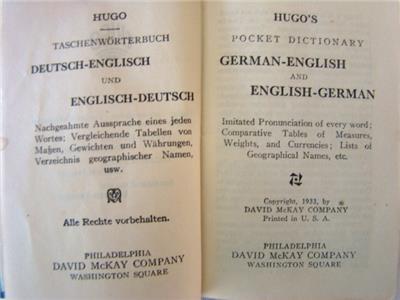 HUGO
TASCHENWÖRTERBUCH
DEUTSCH-ENGLISCH
UND
ENGLISCH-DEUTSCH
Nachgeahmte Aussprache eines jeden
Wortes; Vergleichende Tabellen von
Maßen, Gewichten und Währungen,
Verzeichnis geographischer Namen,
usw.
Alle Rechte vorbehalten.
PHILADELPHIA
DAVID McKAY COMPANY
WASHINGTON SQUARE
HUGO'S
POCKET DICTIONARY
GERMAN-ENGLISH
AND
ENGLISH-GERMAN
Imitated Pronunciation of every word;
Comparative Tables of Measures,
Weights, and Currencies; Lists of
Geographical Names, etc.
Copyright, 1933, by
DAVID McKAY COMPANY
Printed in U. S. A.
PHILADELPHIA
DAVID McKAY COMPANY
WASHINGTON SQUARE